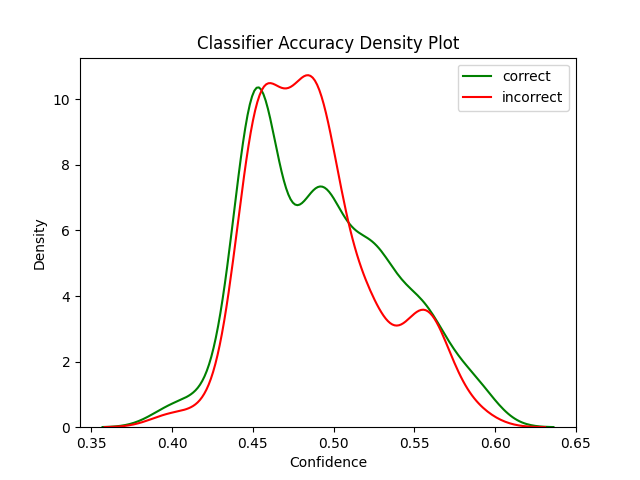 Classifier Accuracy Density Plot
correct
incorrect
10
8
6
4
2
0
Density
0.35 0.40 0.45 0.50 0.55 0.60 0.65
Confidence